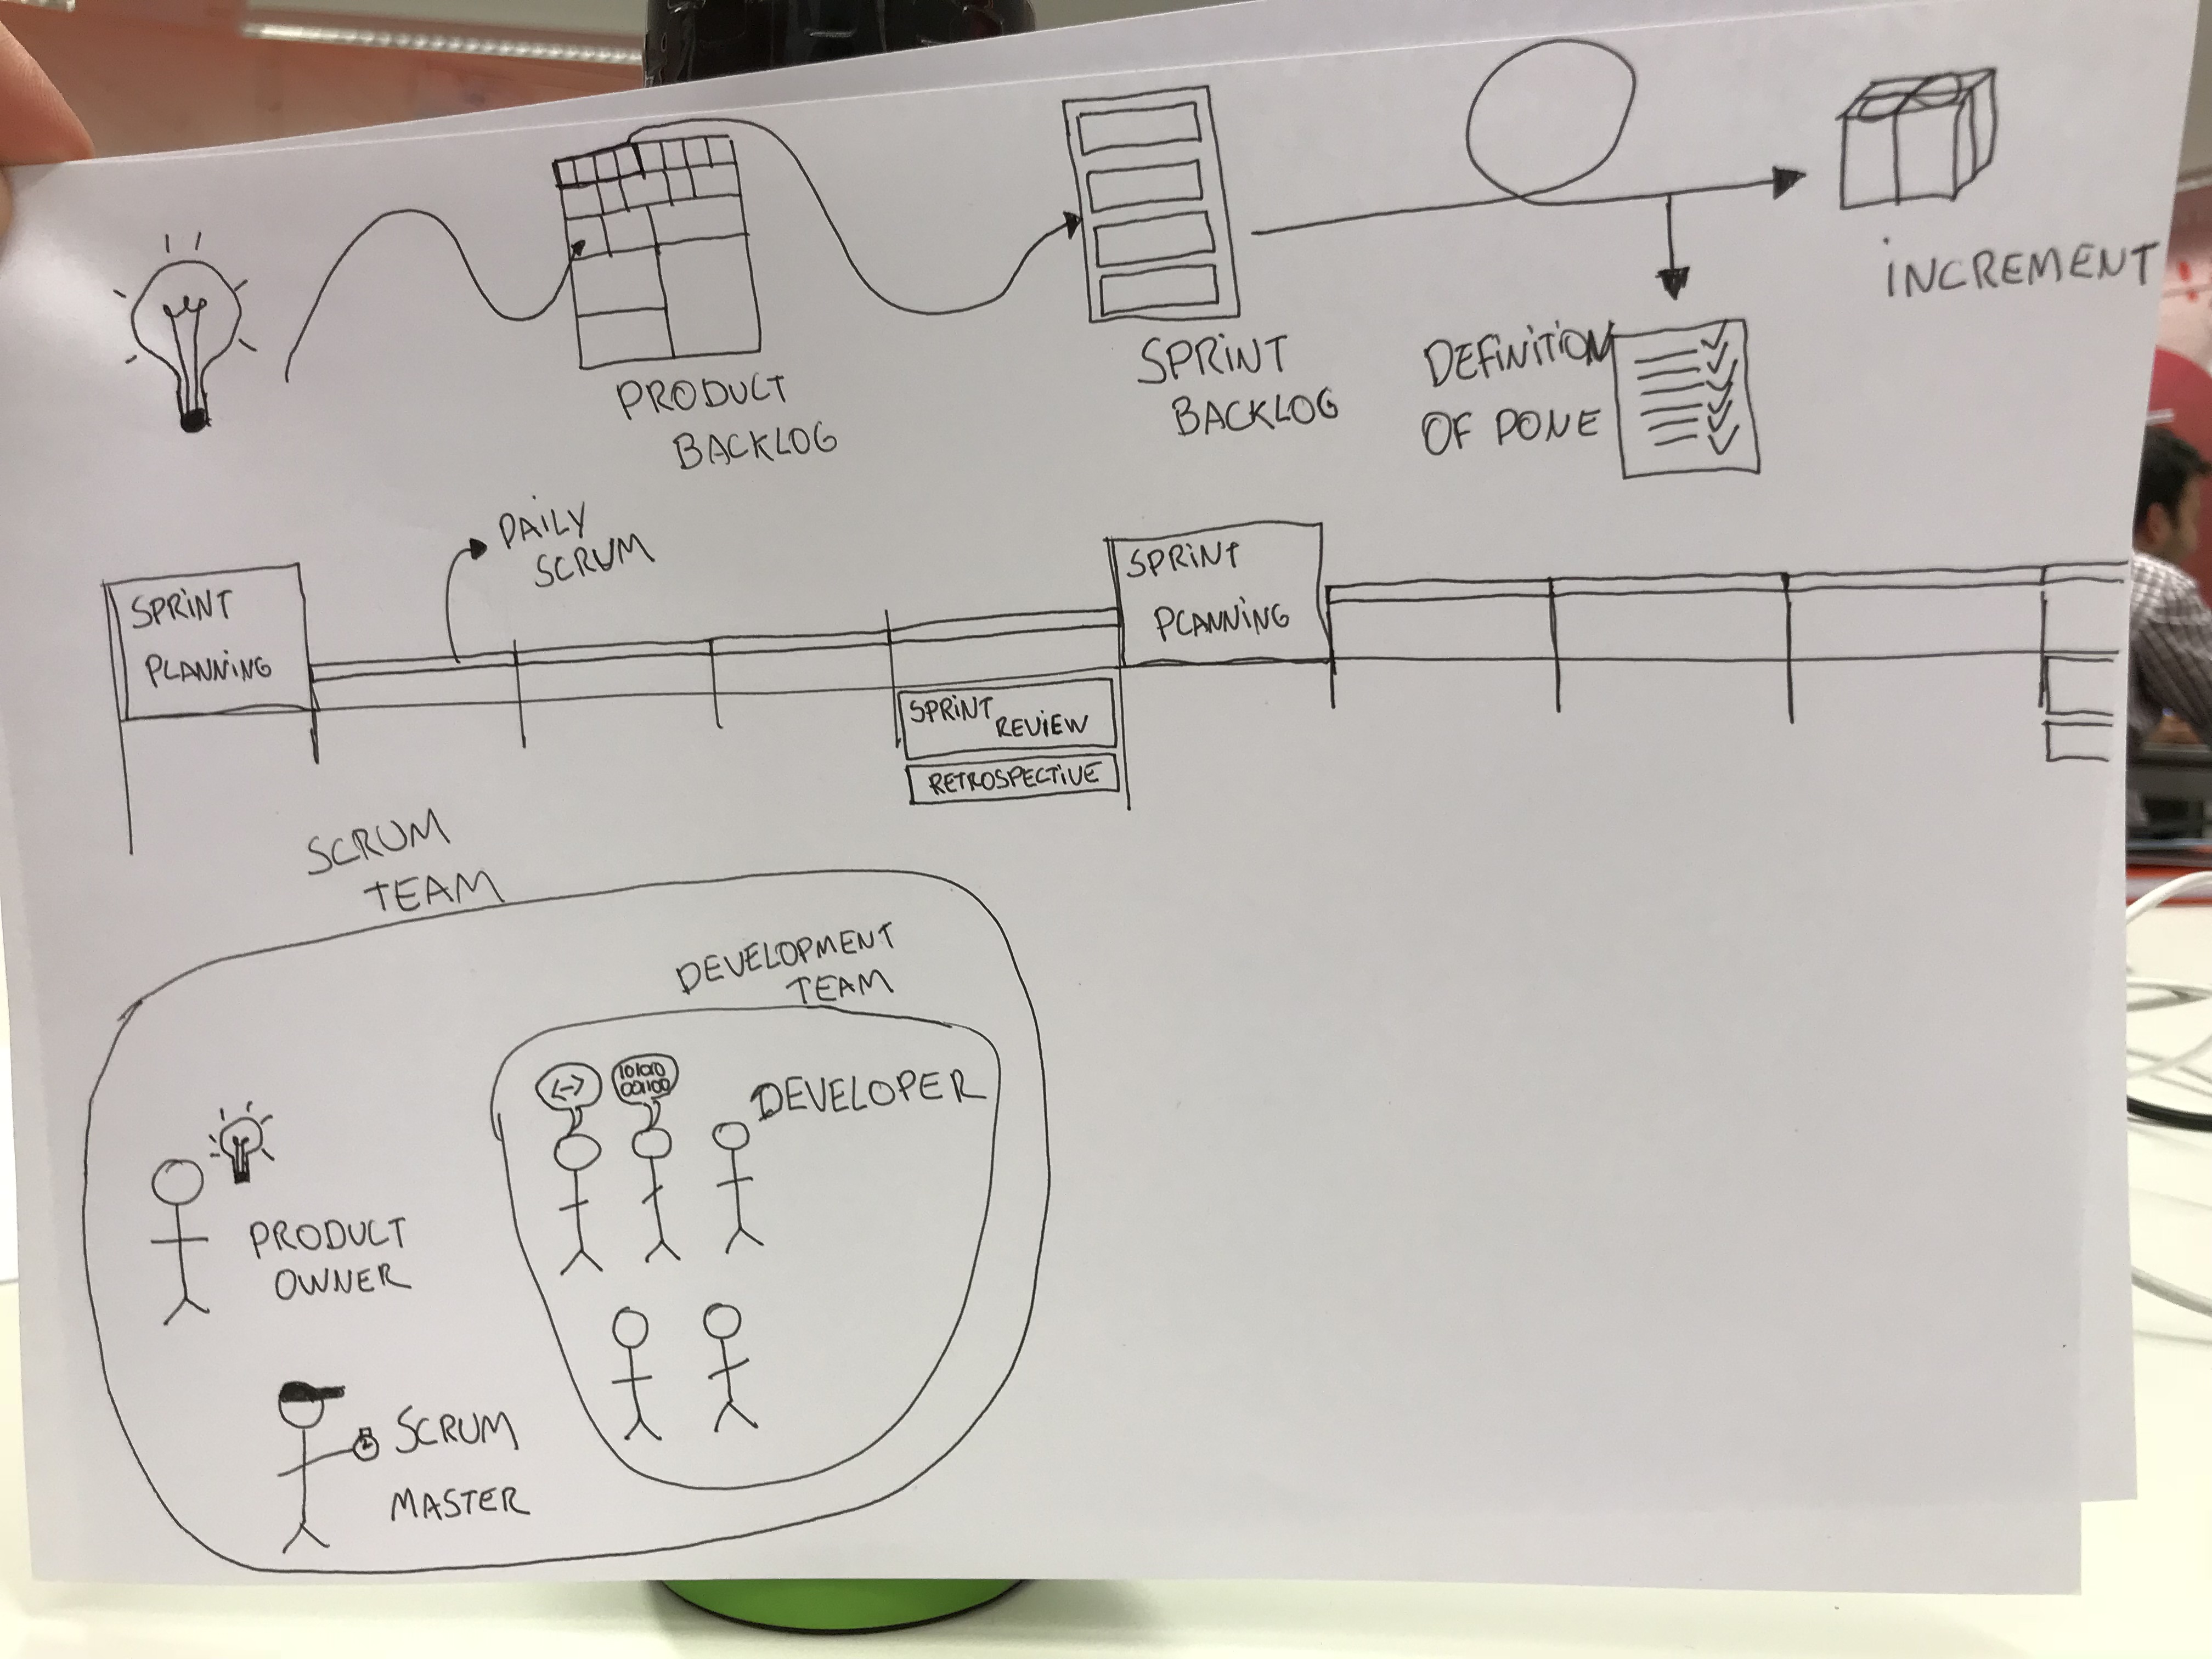 PRODUCT
BACKLOG
SPRiNT
BACKLOG
DEFiNiTiON
OF DONE
iNCREMENT
DAiLY
SCRUM
SPRiNT
PLANNiNG
SPRiNT
REViEW
RETROSPECTiVE
SPRiNT
PLANNiNG
SCRUM
TEAM
DEVELOPMENT
TEAM
<->
10100
00100
DEVELOPER
PRODUCT
OWNER
SCRUM
MASTER